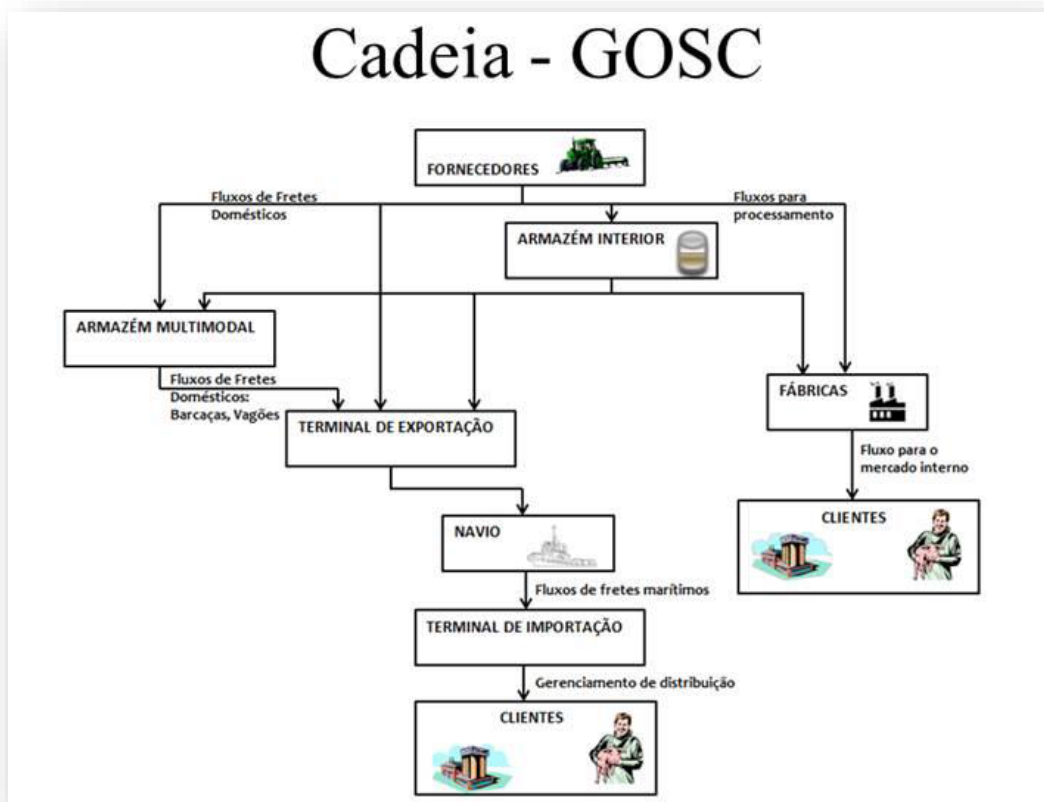 Cadeia - GOSC
FORNECEDORES
Fluxos de Fretes
Domésticos
Fluxos para
processamento
ARMAZÉM INTERIOR
ARMAZÉM MULTIMODAL
Fluxos de Fretes
Domésticos:
Barcaças, Vagões
FÁBRICAS
TERMINAL DE EXPORTAÇÃO
Fluxo para o
mercado interno
CLIENTES
NAVIO
Fluxos de fretes marítimos
TERMINAL DE IMPORTAÇÃO
Gerenciamento de distribuição
CLIENTES